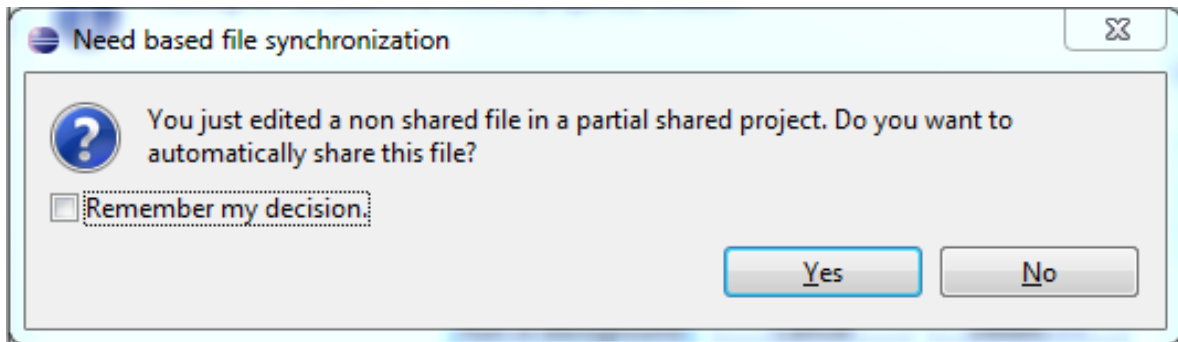 Need based file synchronization
You just edited a non shared file in a partial shared project. Do you want to
automatically share this file?
Remember my decision.
Yes
No